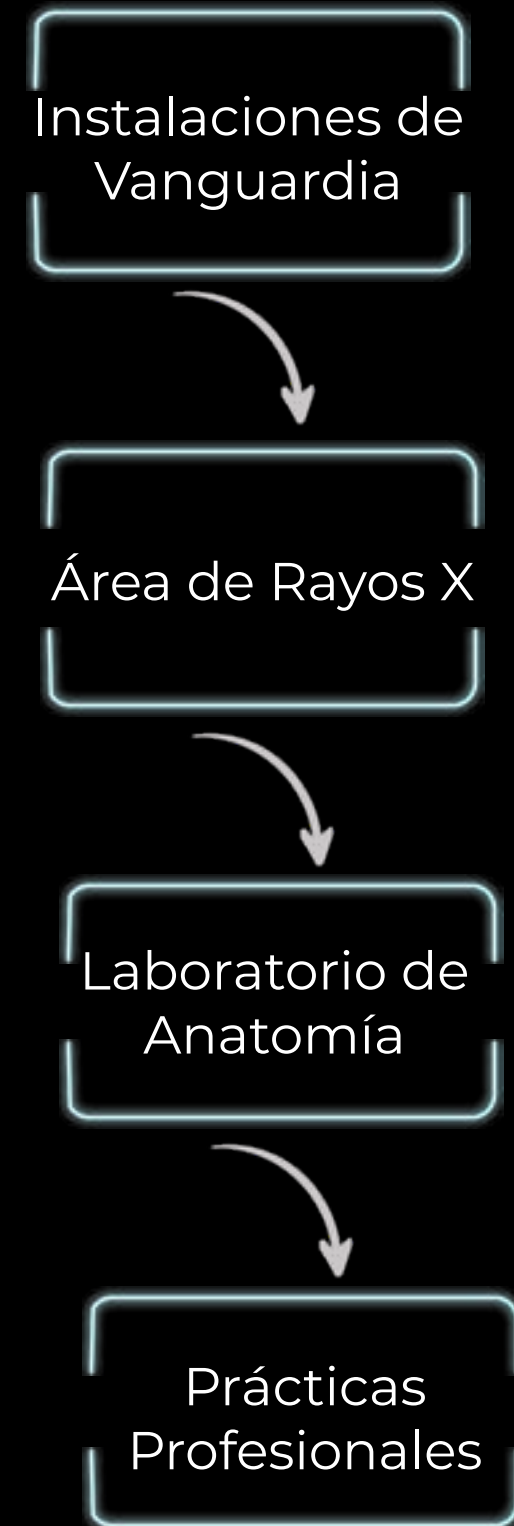 Instalaciones de
Vanguardia
Área de Rayos X
Laboratorio de
Anatomía
Prácticas
Profesionales